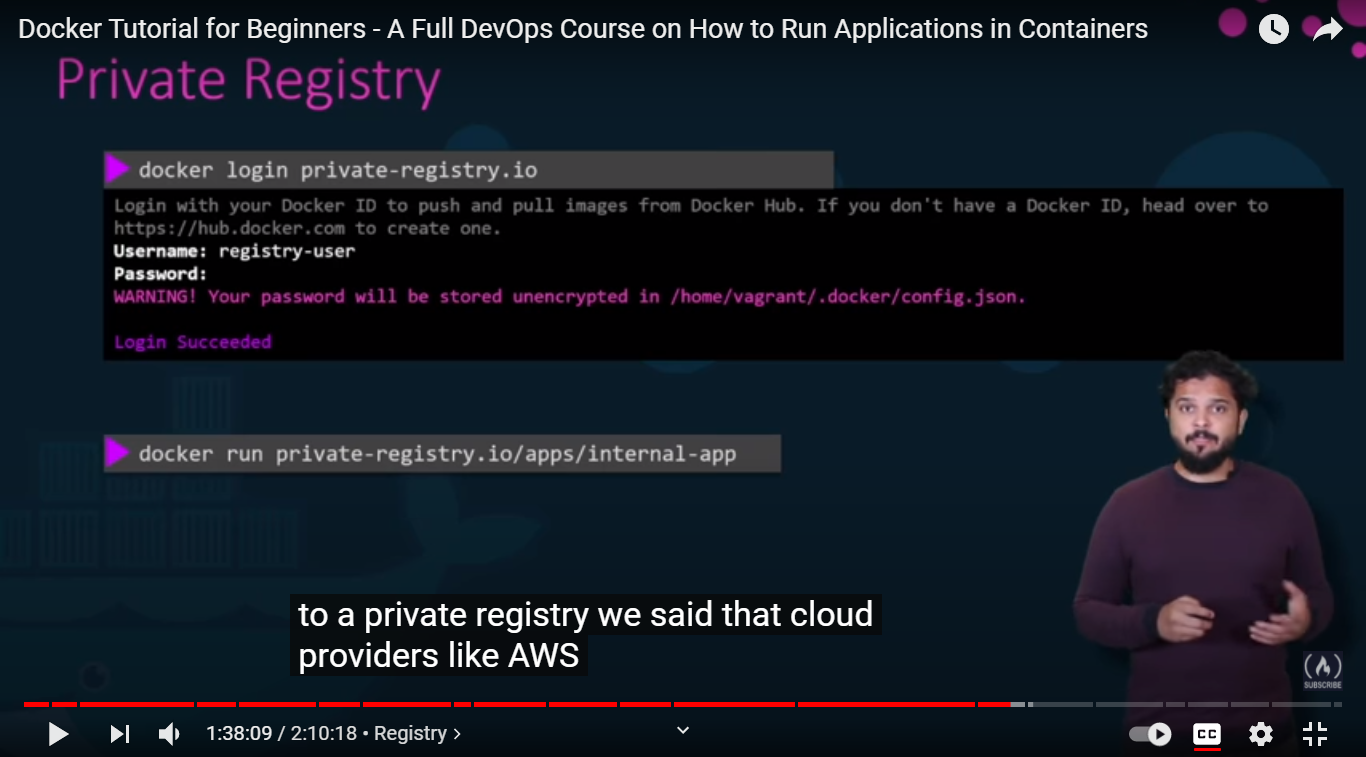 Docker Tutorial for Beginners - A Full DevOps Course on How to Run Applications in Containers
Private Registry
docker login private-registry.io
Login with your Docker ID to push and pull images from Docker Hub. If you don't have a Docker ID, head over to
https://hub.docker.com to create one.
Username: registry-user
Password:
WARNING! Your password will be stored unencrypted in /home/vagrant/.docker/config.json.
Login Succeeded
docker run private-registry.io/apps/internal-app
to a private registry we said that cloud
providers like AWS
SUBSCRIBE
1:38:09 / 2:10:18 • Registry ›
CC